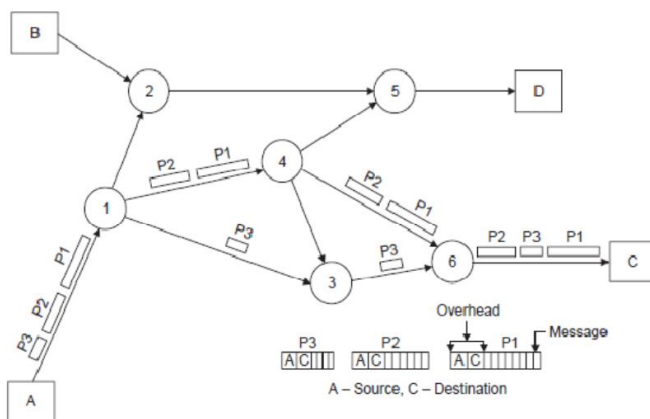 B
2
5
D
P2
P1
4
P2
P1
1
P3
P1
P2
P3
P3
3
6
P2
P3
P1
C
Overhead
P3
P2
P1
Message
A C
A C
A C
A – Source, C – Destination
A